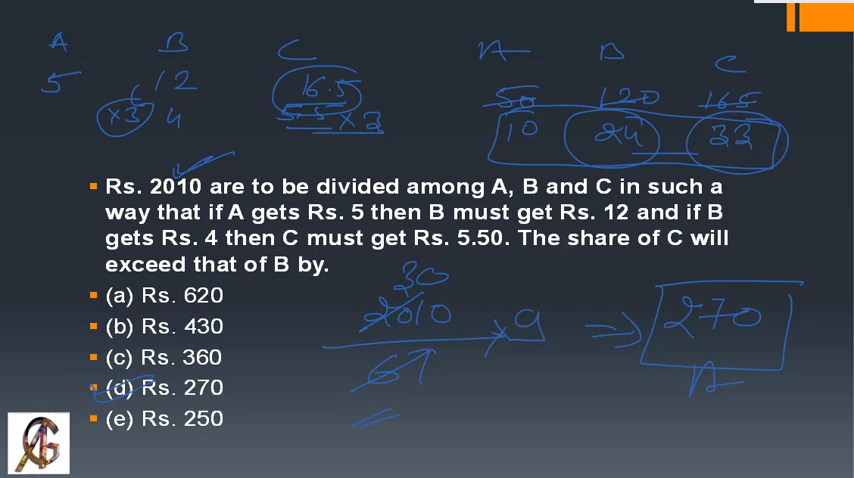 A B C A B C
5 12 16.5 50 120 165
×3 4 5.5 × 3 10 24 33
Rs. 2010 are to be divided among A, B and C in such a
way that if A gets Rs. 5 then B must get Rs. 12 and if B
gets Rs. 4 then C must get Rs. 5.50. The share of C will
exceed that of B by.
(a) Rs. 620
(b) Rs. 430
(c) Rs. 360
(d) Rs. 270
(e) Rs. 250
30
2010 × 9 ⇒ 270
67